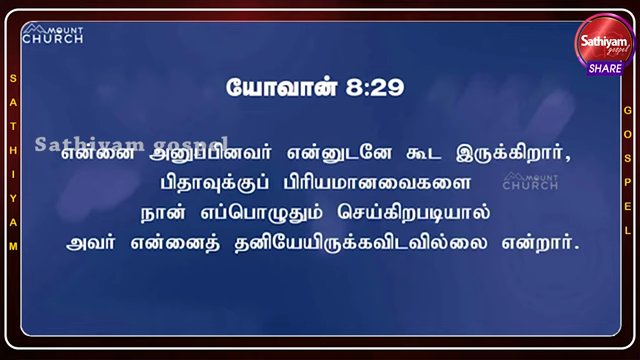 MOUNT
CHURCH
Sathiyam
gospel
SHARE
யோவான் 8:29
Sathiyam gospel
என்னை அனுப்பினவர் என்னுடனே கூட இருக்கிறார்,
பிதாவுக்குப் பிரியமானவைகளை
MOUNT
CHURCH
நான் எப்பொழுதும் செய்கிறபடியால்
அவர் என்னைத் தனியேயிருக்கவிடவில்லை என்றார்.
SATHIYAM
GOSPEL